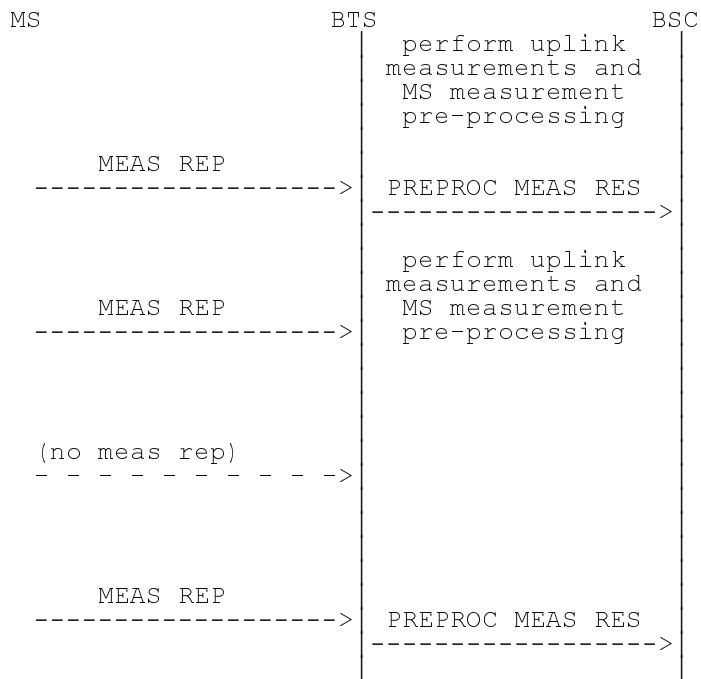 MS BTS BSC
perform uplink
measurements and
MS measurement
pre-processing
MEAS REP
------------------->
PREPROC MEAS RES
------------------>
perform uplink
measurements and
MS measurement
pre-processing
MEAS REP
------------------->
(no meas rep)
- - - - - - - - - ->
MEAS REP
------------------->
PREPROC MEAS RES
------------------>